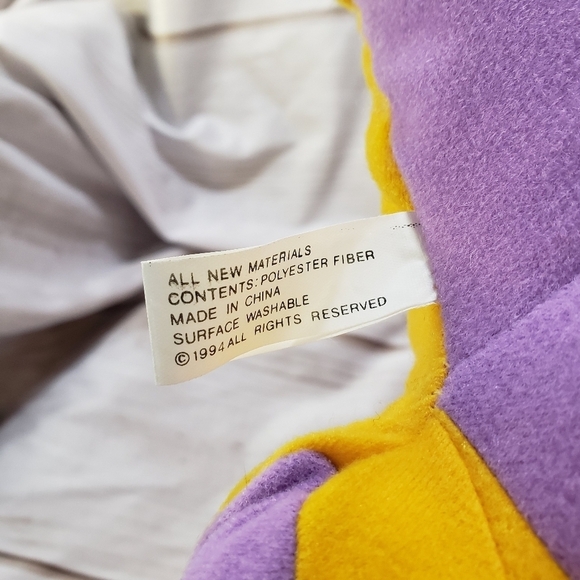 ALL NEW MATERIALS
CONTENTS: POLYESTER FIBER
MADE IN CHINA
SURFACE WASHABLE
©1994 ALL RIGHTS RESERVED